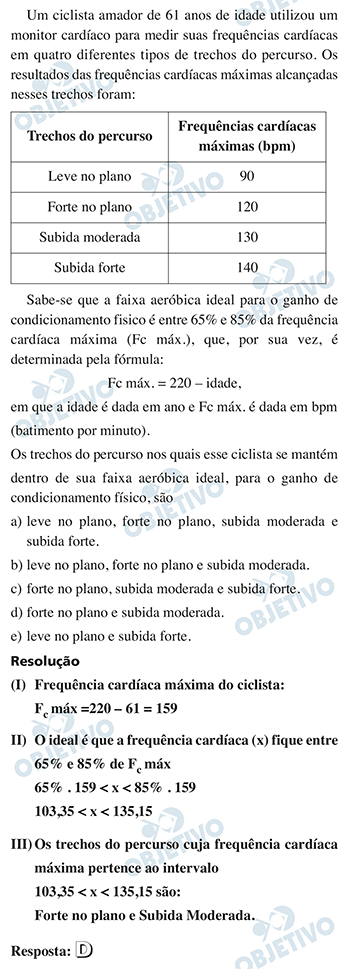 Um ciclista amador de 61 anos de idade utilizou um
monitor cardíaco para medir suas frequências cardíacas
em quatro diferentes tipos de trechos do percurso. Os
resultados das frequências cardíacas máximas alcançadas
nesses trechos foram:
Trechos do percurso Frequências cardíacas máximas (bpm)
Leve no plano 90
Forte no plano 120
Subida moderada 130
Subida forte 140
Sabe-se que a faixa aeróbica ideal para o ganho de
condicionamento fisico é entre 65% e 85% da frequência
cardíaca máxima (Fc máx.), que, por sua vez, é
determinada pela fórmula:
Fc máx. = 220 – idade,
em que a idade é dada em ano e Fc máx. é dada em bpm
(batimento por minuto).
Os trechos do percurso nos quais esse ciclista se mantém
dentro de sua faixa aeróbica ideal, para o ganho de
condicionamento físico, são
a) leve no plano, forte no plano, subida moderada e
subida forte.
b) leve no plano, forte no plano e subida moderada.
c) forte no plano, subida moderada e subida forte.
d) forte no plano e subida moderada.
e) leve no plano e subida forte.
Resolução
(I) Frequência cardíaca máxima do ciclista:
Fc máx =220 – 61 = 159
II) O ideal é que a frequência cardíaca (x) fique entre
65% e 85% de Fc máx
65% . 159 < x < 85% . 159
103,35 < x < 135,15
III) Os trechos do percurso cuja frequência cardíaca
máxima pertence ao intervalo
103,35 < x < 135,15 são:
Forte no plano e Subida Moderada.
Resposta: D